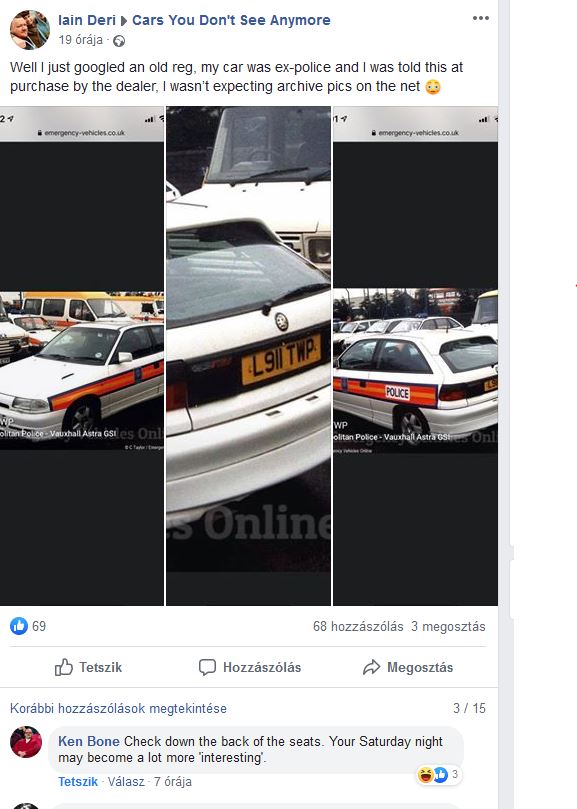 Iain Deri Cars You Don't See Anymore
19 órája
Well I just googled an old reg, my car was ex-police and I was told this at
purchase by the dealer, I wasn't expecting archive pics on the net
emergency-vehicles.co.uk
emergency-vehicles.co.uk
L911 TWP
POLICE
WP
olitan Police - Vauxhall Astra GSI
© C Taylor / Emerge
WP
olitan Police - Vauxhall Astra GSI
ncy Vehicles Online
s Online
69
68 hozzászólás 3 megosztás
Tetszik Hozzászólás Megosztás
Korábbi hozzászólások megtekintése 3 / 15
Ken Bone Check down the back of the seats. Your Saturday night
may become a lot more 'interesting'.
Tetszik · Válasz · 7 órája 3